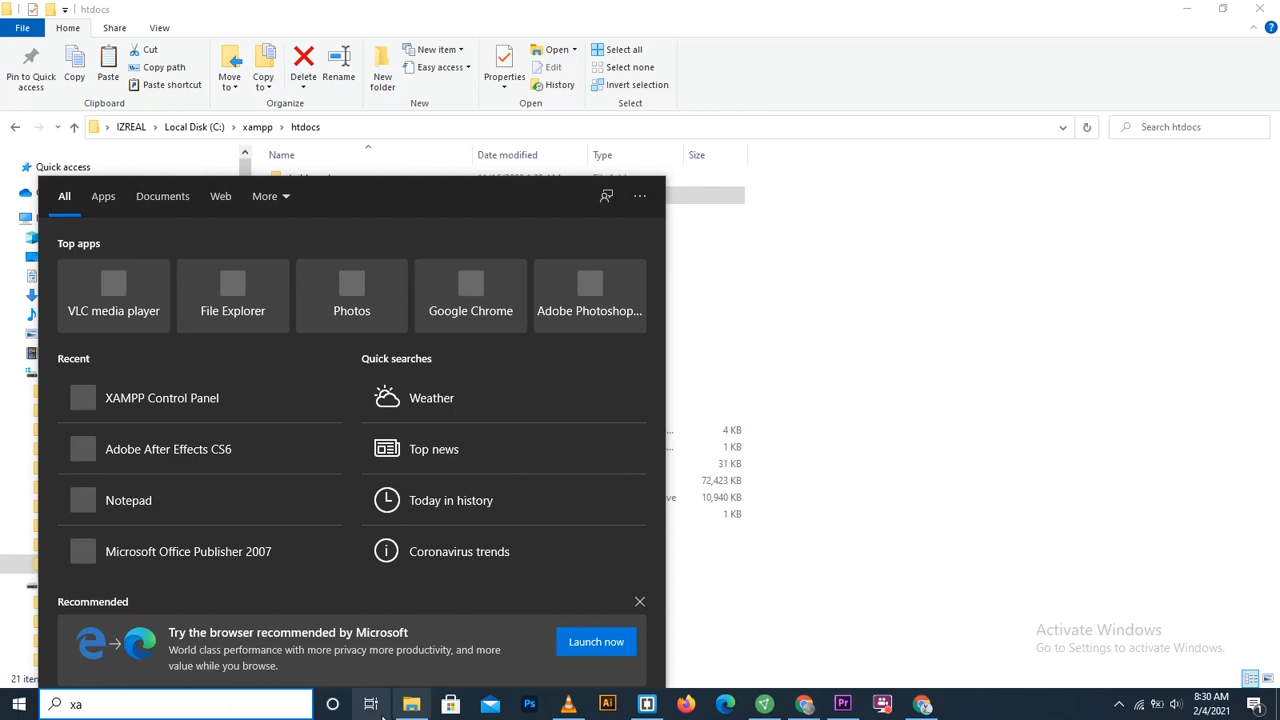 htdocs
File Home Share View
Pin to Quick access
Copy
Paste
Cut
Copy path
Paste shortcut
Clipboard
Move to
Copy to
Delete
Rename
Organize
New folder
New item
Easy access
New
Properties
Open
Edit
History
Open
Select all
Select none
Invert selection
Select
IZREAL > Local Disk (C:) > xampp > htdocs
Search htdocs
Quick access
Name Date modified Type Size
All Apps Documents Web More
Top apps
VLC media player
File Explorer
Photos
Google Chrome
Adobe Photoshop...
Recent
XAMPP Control Panel
Adobe After Effects CS6
Notepad
Microsoft Office Publisher 2007
Quick searches
Weather
Top news
Today in history
Coronavirus trends
Recommended
Try the browser recommended by Microsoft
World class performance with more privacy more productivity, and more
value while you browse.
Launch now
4 KB
1 KB
31 KB
72,423 KB
10,940 KB
1 KB
Activate Windows
Go to Settings to activate Windows.
21 item
xa
Ps
Ai
Pr
8:30 AM
2/4/2021